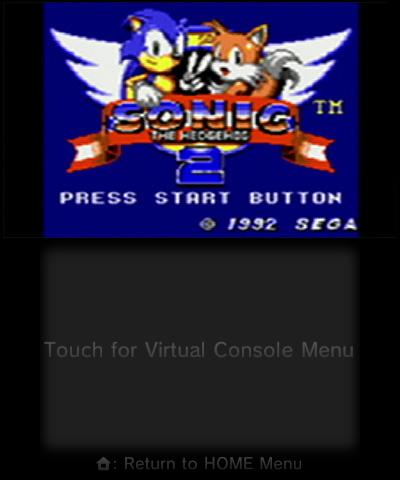 SONIC
TM
THE HEDGEHOG
2
PRESS START BUTTON
© 1992 SEGA
Touch for Virtual Console Menu
: Return to HOME Menu